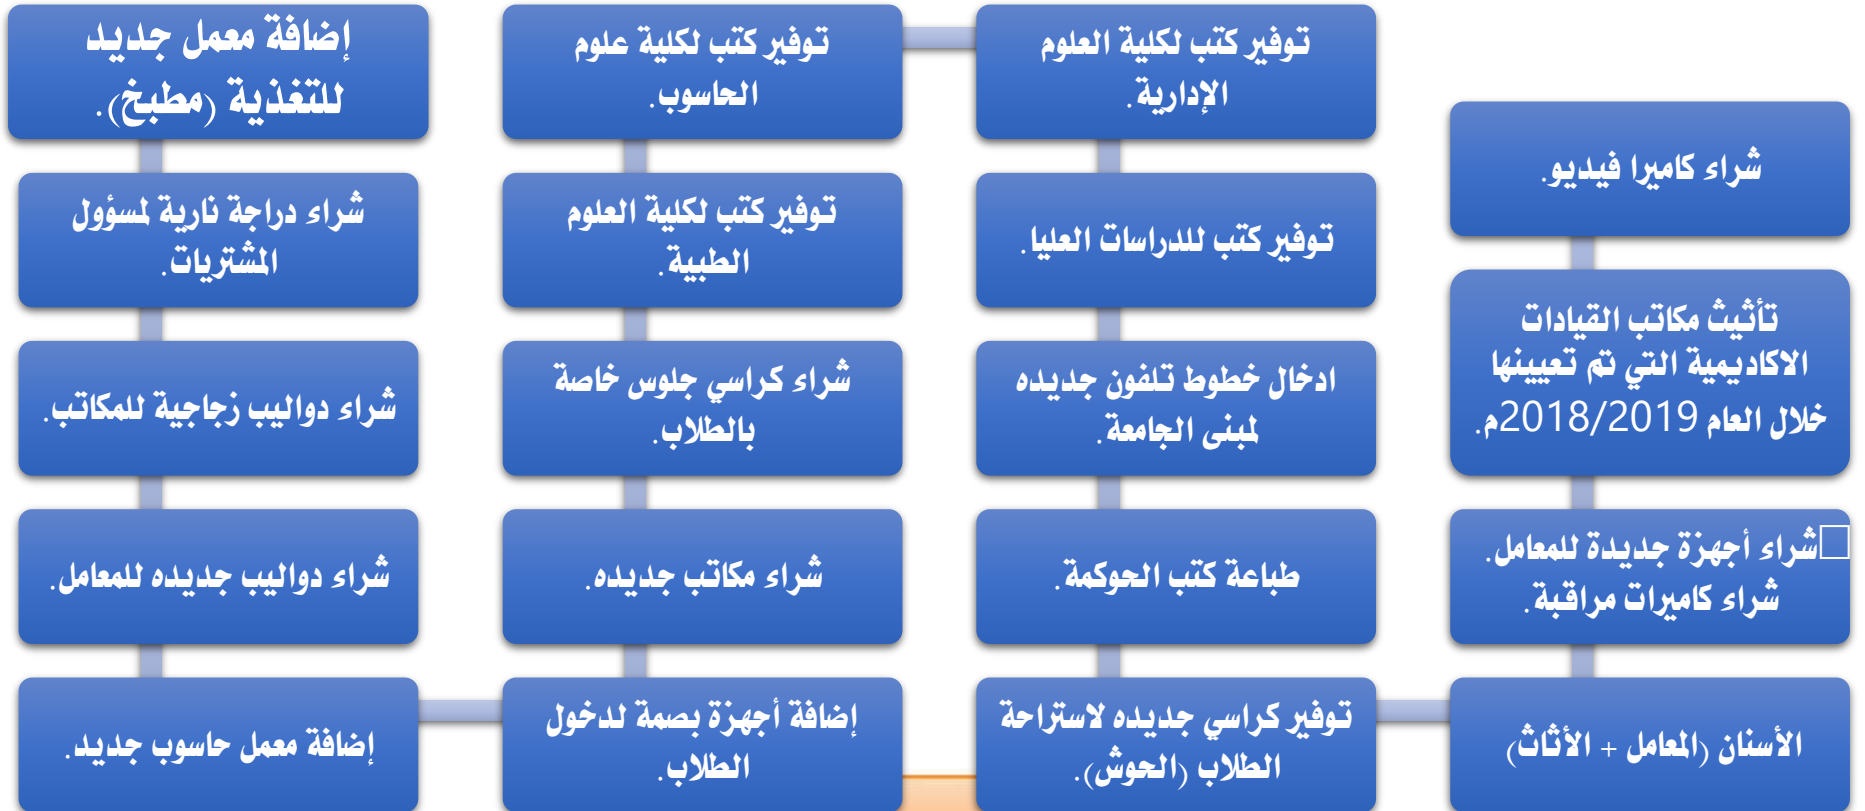 إضافة معمل جديد
للتغذية (مطبخ).
شراء دراجة نارية لمسؤول
المشتريات.
شراء دواليب زجاجية للمكاتب.
شراء دواليب جديده للمعامل.
إضافة معمل حاسوب جديد.
إضافة أجهزة بصمة لدخول
الطلاب.
شراء مكاتب جديده.
شراء كراسي جلوس خاصة
بالطلاب.
توفير كتب لكلية العلوم
الطبية.
توفير كتب لكلية علوم
الحاسوب.
توفير كتب لكلية العلوم
الإدارية.
توفير كتب للدراسات العليا.
ادخال خطوط تلفون جديده
لمبنى الجامعة.
طباعة كتب الحوكمة.
توفير كراسي جديده لاستراحة
الطلاب (الحوش).
الأسنان (المعامل + الأثاث)
شراء أجهزة جديدة للمعامل.
شراء كاميرات مراقبة.
تأثيث مكاتب القيادات
الاكاديمية التي تم تعيينها
خلال العام 2018/2019م.
شراء كاميرا فيديو.